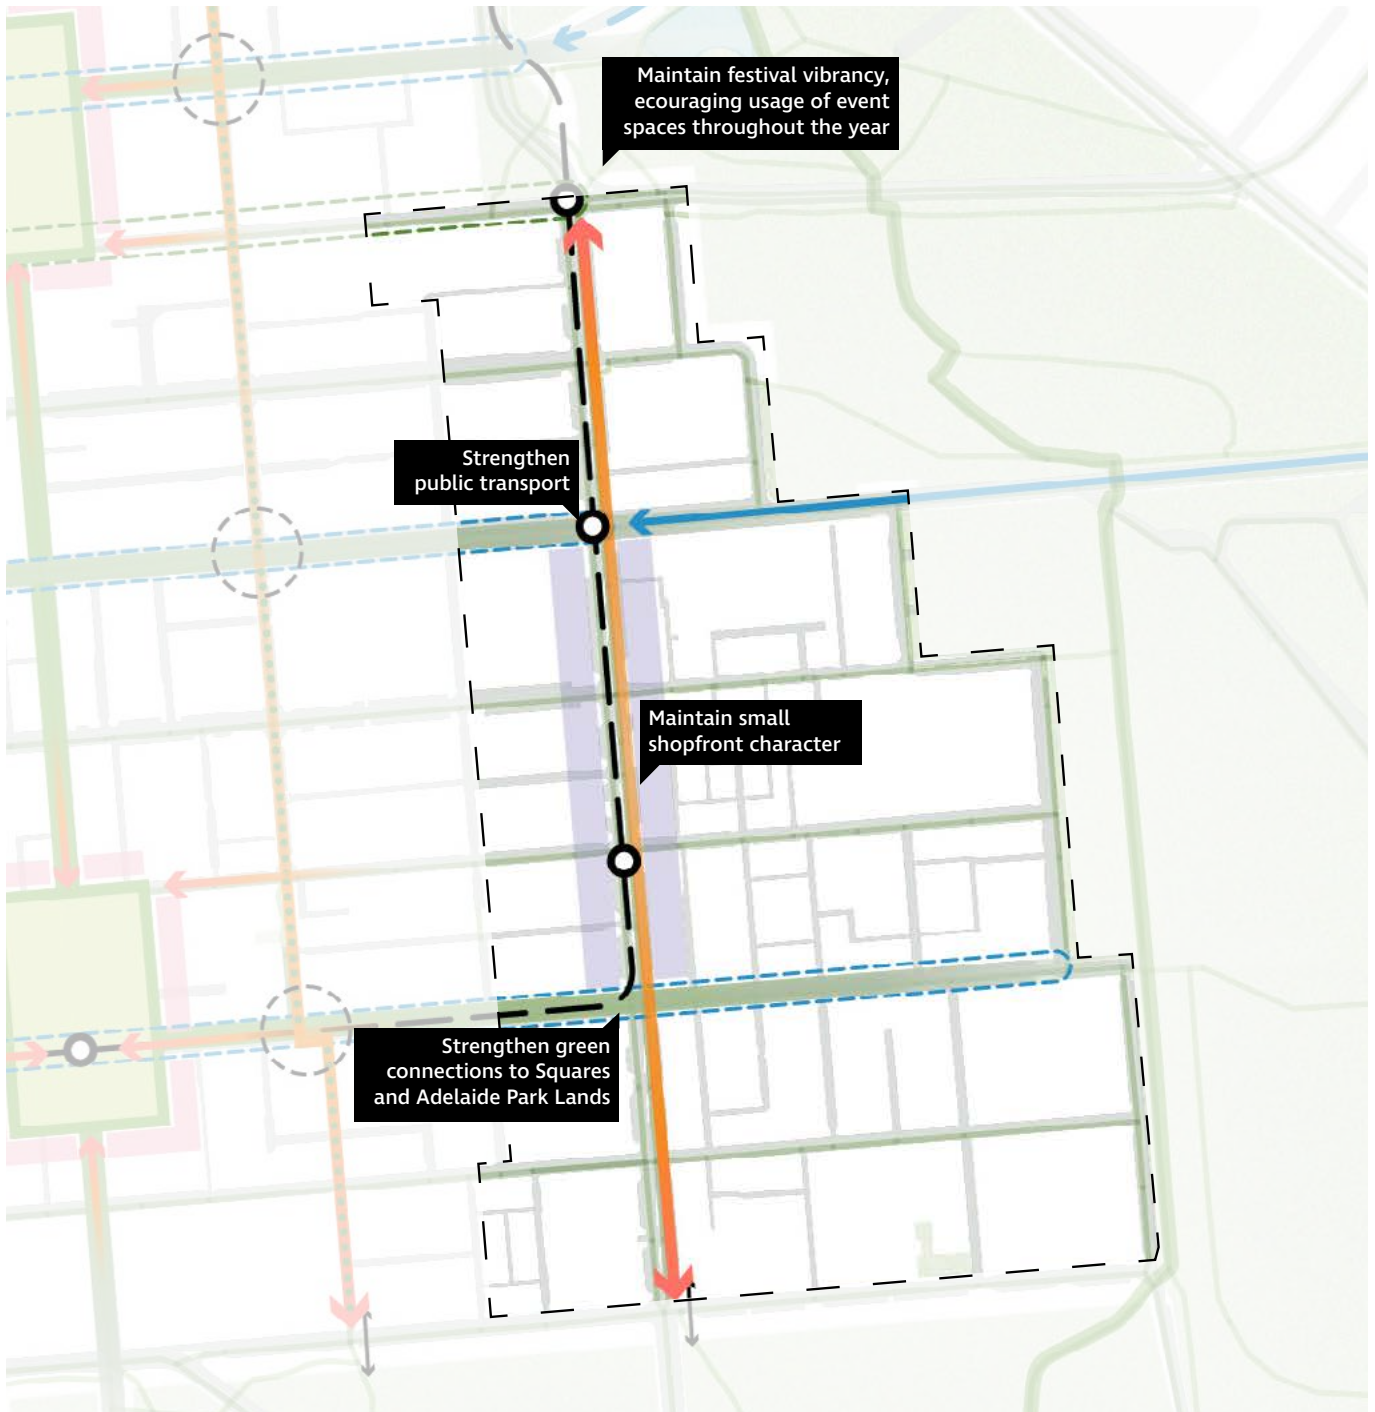 Maintain festival vibrancy,
ecouraging usage of event
spaces throughout the year
Strengthen
public transport
Maintain small
shopfront character
Strengthen green
connections to Squares
and Adelaide Park Lands